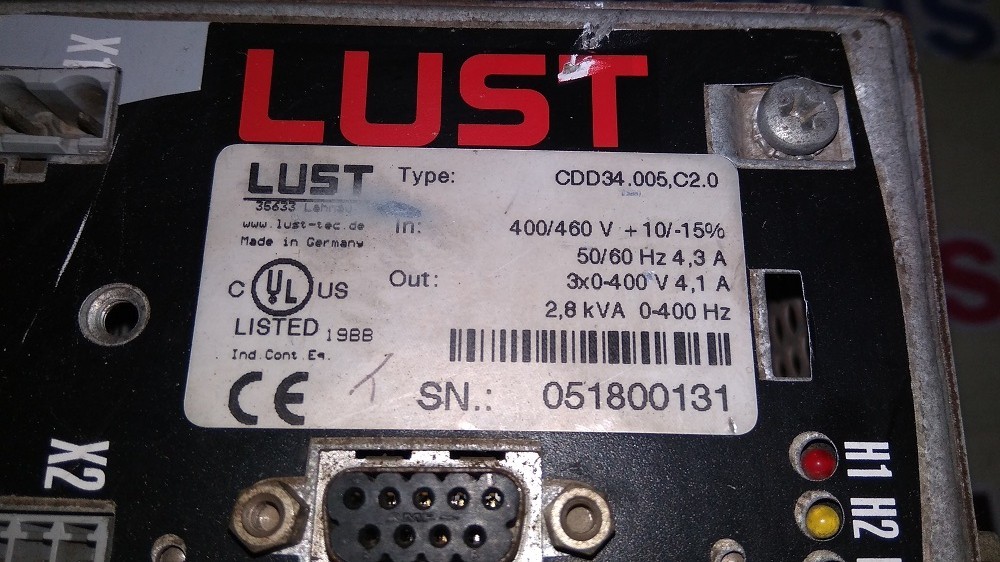 X1
LUST
LUST
Type: CDD34.005,C2.0
35633 Lahnau
www.lust-tec.de
Made in Germany
In: 400/460 V +10/-15%
50/60 Hz 4,3 A
Out: 3x0-400 V 4,1 A
2,8 kVA 0-400 Hz
C UL US
LISTED 19BB
Ind.Cont.Eq.
CE
SN.: 051800131
X2
H1
H2